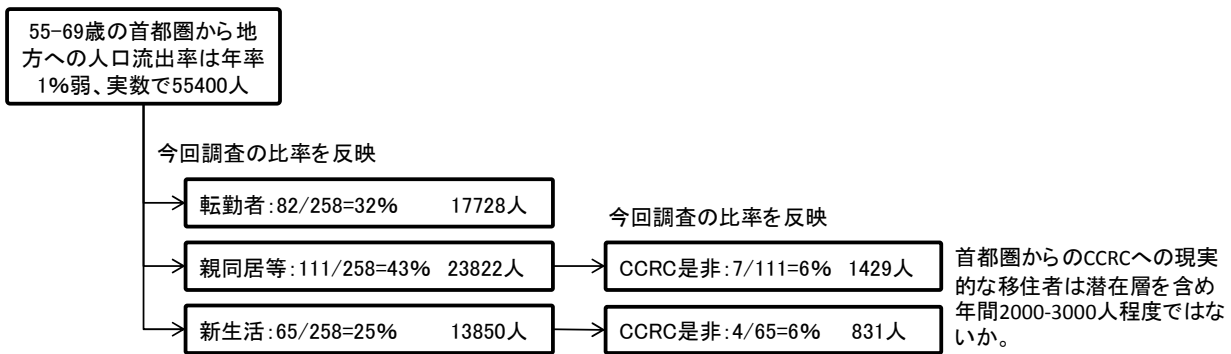 55-69歳の首都圏から地
方への人口流出率は年率
1%弱、実数で55400人
今回調査の比率を反映
転勤者：82/258=32% 17728人
親同居等：111/258=43% 23822人
新生活：65/258=25% 13850人
今回調査の比率を反映
CCRC是非：7/111=6% 1429人
CCRC是非：4/65=6% 831人
首都圏からのCCRCへの現実
的な移住者は潜在層を含め
年間2000-3000人程度ではな
いか。